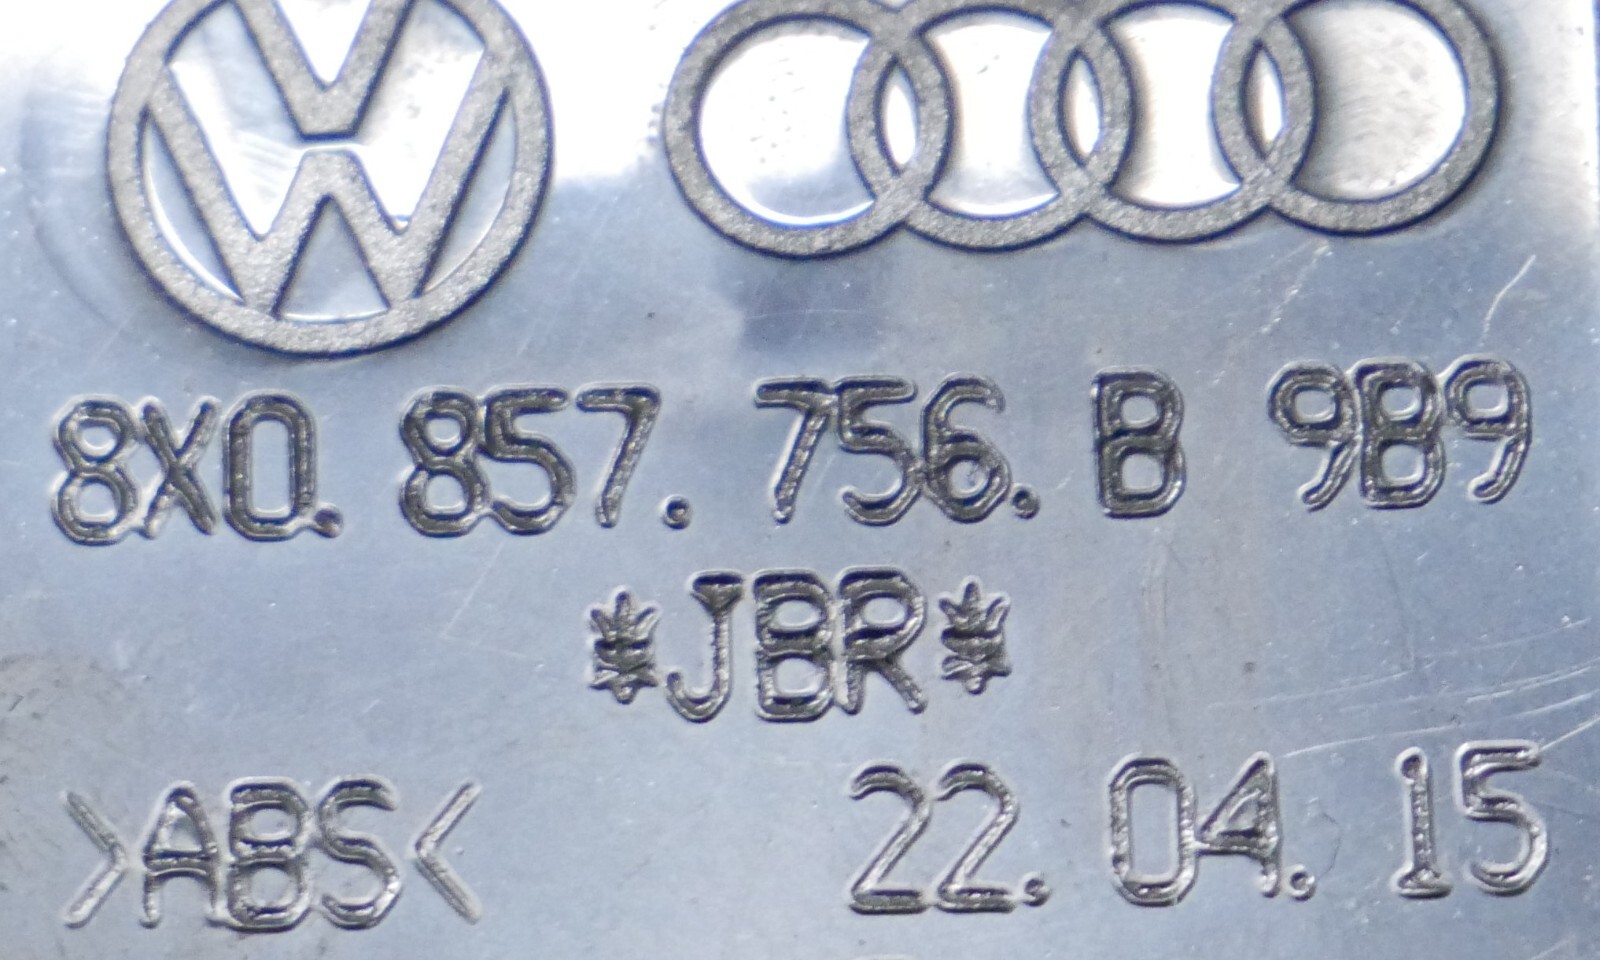 8X0. 857. 756. B 9B9
*JBR*
>ABS< 22. 04. 15